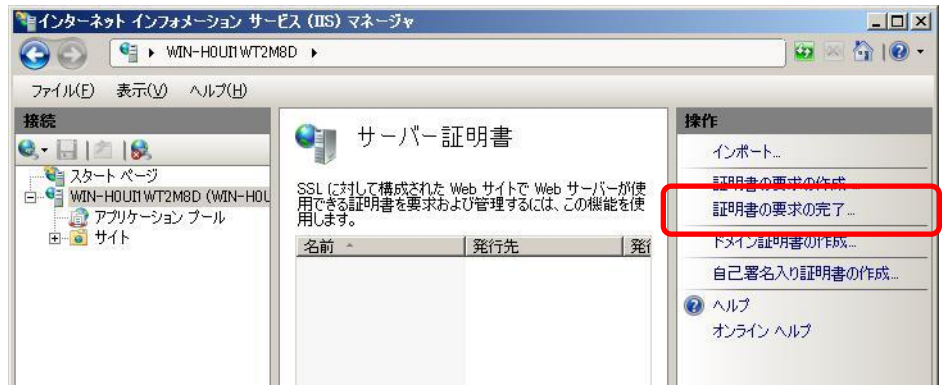 インターネット インフォメーション サービス (IIS) マネージャ
WIN-H0UI1WT2M8D
ファイル(F) 表示(V) ヘルプ(H)
接続
スタート ページ
WIN-H0UI1WT2M8D (WIN-H0U
アプリケーション プール
サイト
サーバー証明書
SSL に対して構成された Web サイトで Web サーバーが使
用できる証明書を要求および管理するには、この機能を使
用します。
名前 発行先 発行
操作
インポート...
証明書の要求の作成...
証明書の要求の完了...
ドメイン証明書の作成...
自己署名入り証明書の作成...
ヘルプ
オンライン ヘルプ